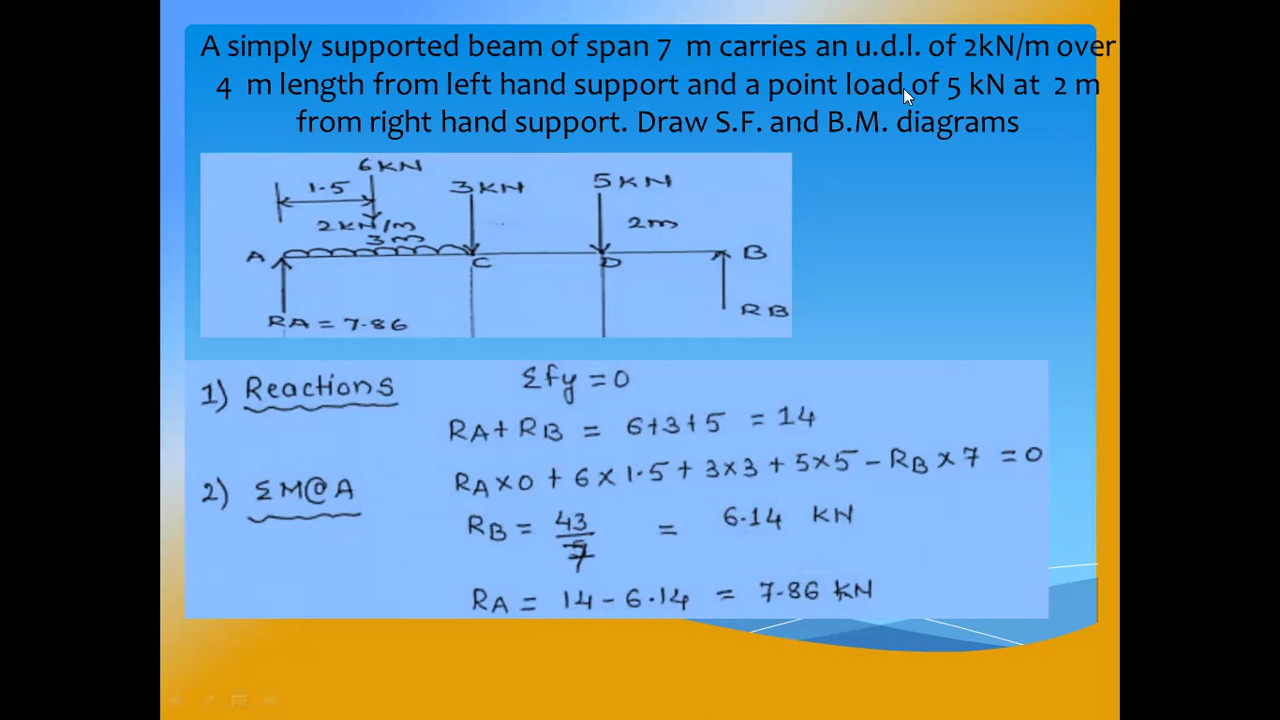 A simply supported beam of span 7 m carries an u.d.l. of 2kN/m over
4 m length from left hand support and a point load of 5 kN at 2 m
from right hand support. Draw S.F. and B.M. diagrams
6KN
1.5
3KN
5KN
2KN/m
2m
3m
A
C
D
B
RA = 7.86
RB
1) Reactions Σfy = 0
RA + RB = 6+3+5 = 14
2) ΣM@A RA×0 + 6×1.5 + 3×3 + 5×5 - RB×7 = 0
RB = 43/7 = 6.14 KN
RA = 14 - 6.14 = 7.86 KN